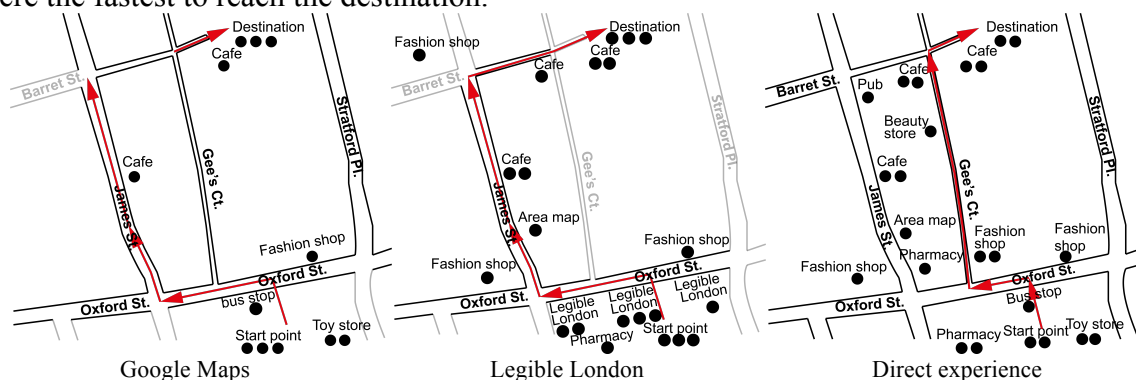 ere the fastest to reach the destination.
Destination
Cafe
Barret St.
Stratford Pl.
Cafe
Gee's Ct.
James St.
Fashion shop
Oxford St.
Oxford St.
bus stop
Start point
Toy store
Google Maps
Fashion shop
Destination
Cafe
Cafe
Barret St.
Stratford Pl.
Cafe
Gee's Ct.
James St.
Area map
Fashion shop
Fashion shop
Oxford St.
Oxford St.
Legible
London
Legible
London
Legible
London
Pharmacy
Start point
Legible London
Destination
Cafe
Cafe
Barret St.
Pub
Stratford Pl.
Beauty
store
Cafe
Gee's Ct.
James St.
Area map
Fashion
shop
Fashion
shop
Pharmacy
Fashion shop
Oxford St.
Oxford St.
Bus stop
Pharmacy
Start point
Toy store
Direct experience